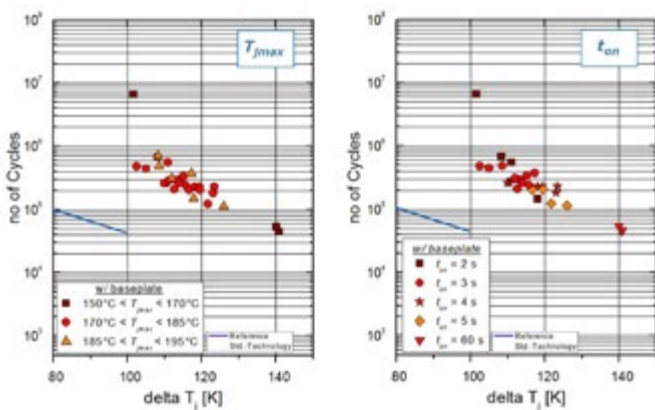 T_jmax
no of Cycles
10⁸
10⁷
10⁶
10⁵
10⁴
10³
w/ baseplate
150°C < T_jmax < 170°C
170°C < T_jmax < 185°C
185°C < T_jmax < 195°C
Reference
Std. Technology
80 100 120 140
delta T_j [K]
t_on
no of Cycles
10⁸
10⁷
10⁶
10⁵
10⁴
10³
w/ baseplate
t_on = 2 s
t_on = 3 s
t_on = 4 s
t_on = 5 s
t_on = 60 s
Reference
Std. Technology
80 100 120 140
delta T_j [K]